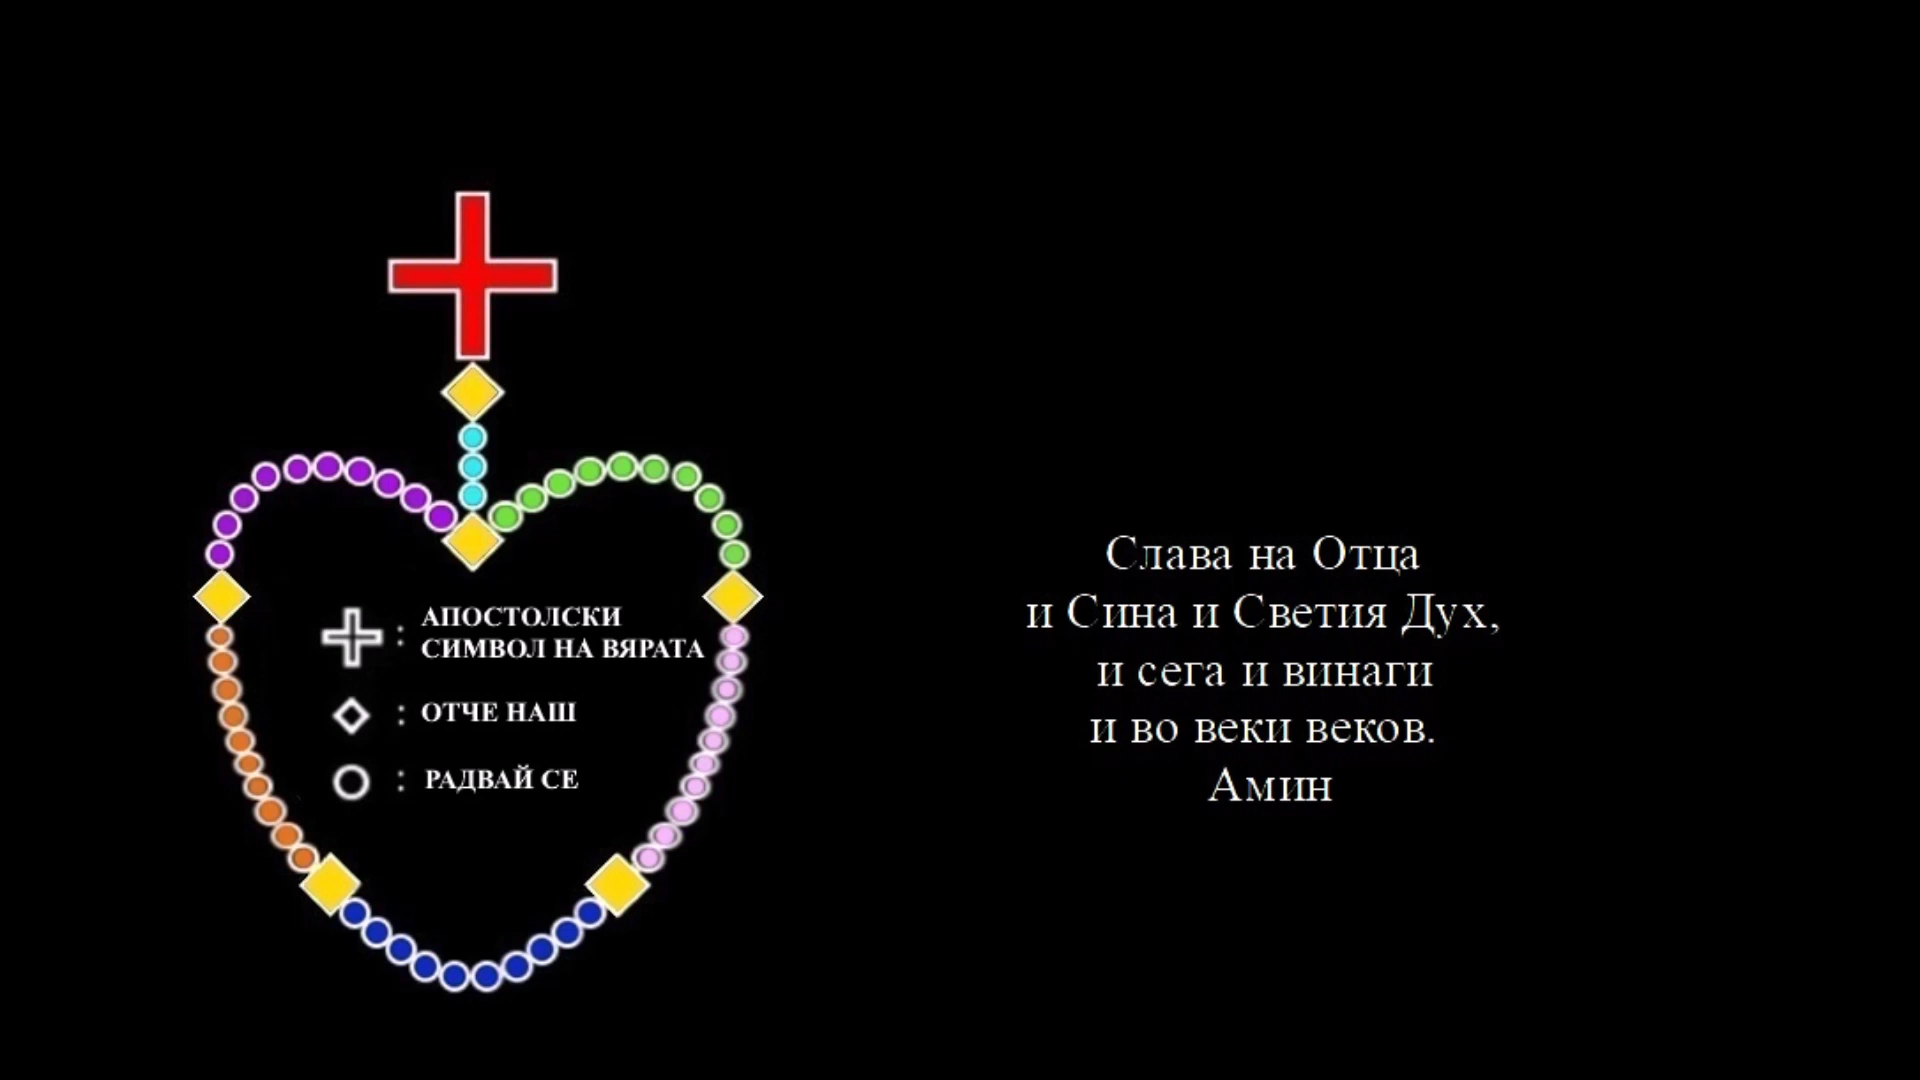 АПОСТОЛСКИ
: СИМВОЛ НА ВЯРАТА
: ОТЧЕ НАШ
: РАДВАЙ СЕ
Слава на Отца
и Сина и Светия Дух,
и сега и винаги
и во веки веков.
Амин